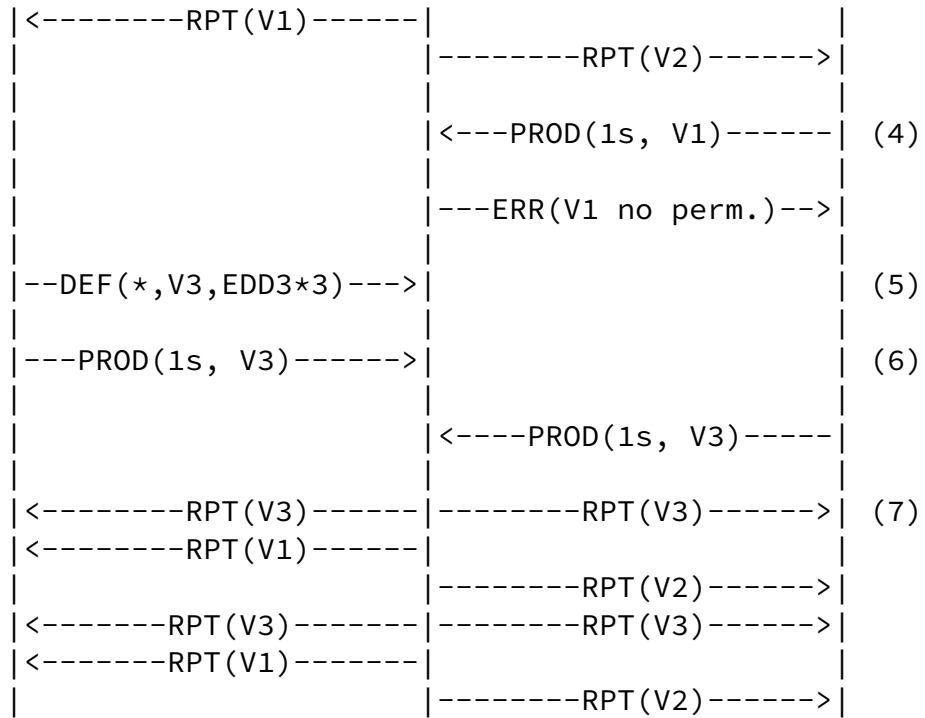 |<--------RPT(V1)------|                       |
|                      |--------RPT(V2)------>|
|                      |                       |
|                      |<---PROD(1s, V1)------| (4)
|                      |                       |
|                      |---ERR(V1 no perm.)-->|
|                      |                       |
|--DEF(*,V3,EDD3*3)--->|                       | (5)
|                      |                       |
|---PROD(1s, V3)------>|                       | (6)
|                      |                       |
|                      |<----PROD(1s, V3)-----|
|                      |                       |
|<--------RPT(V3)------|--------RPT(V3)------>| (7)
|<--------RPT(V1)------|                       |
|                      |--------RPT(V2)------>|
|<-------RPT(V3)-------|--------RPT(V3)------>|
|<-------RPT(V1)-------|                       |
|                      |--------RPT(V2)------>|